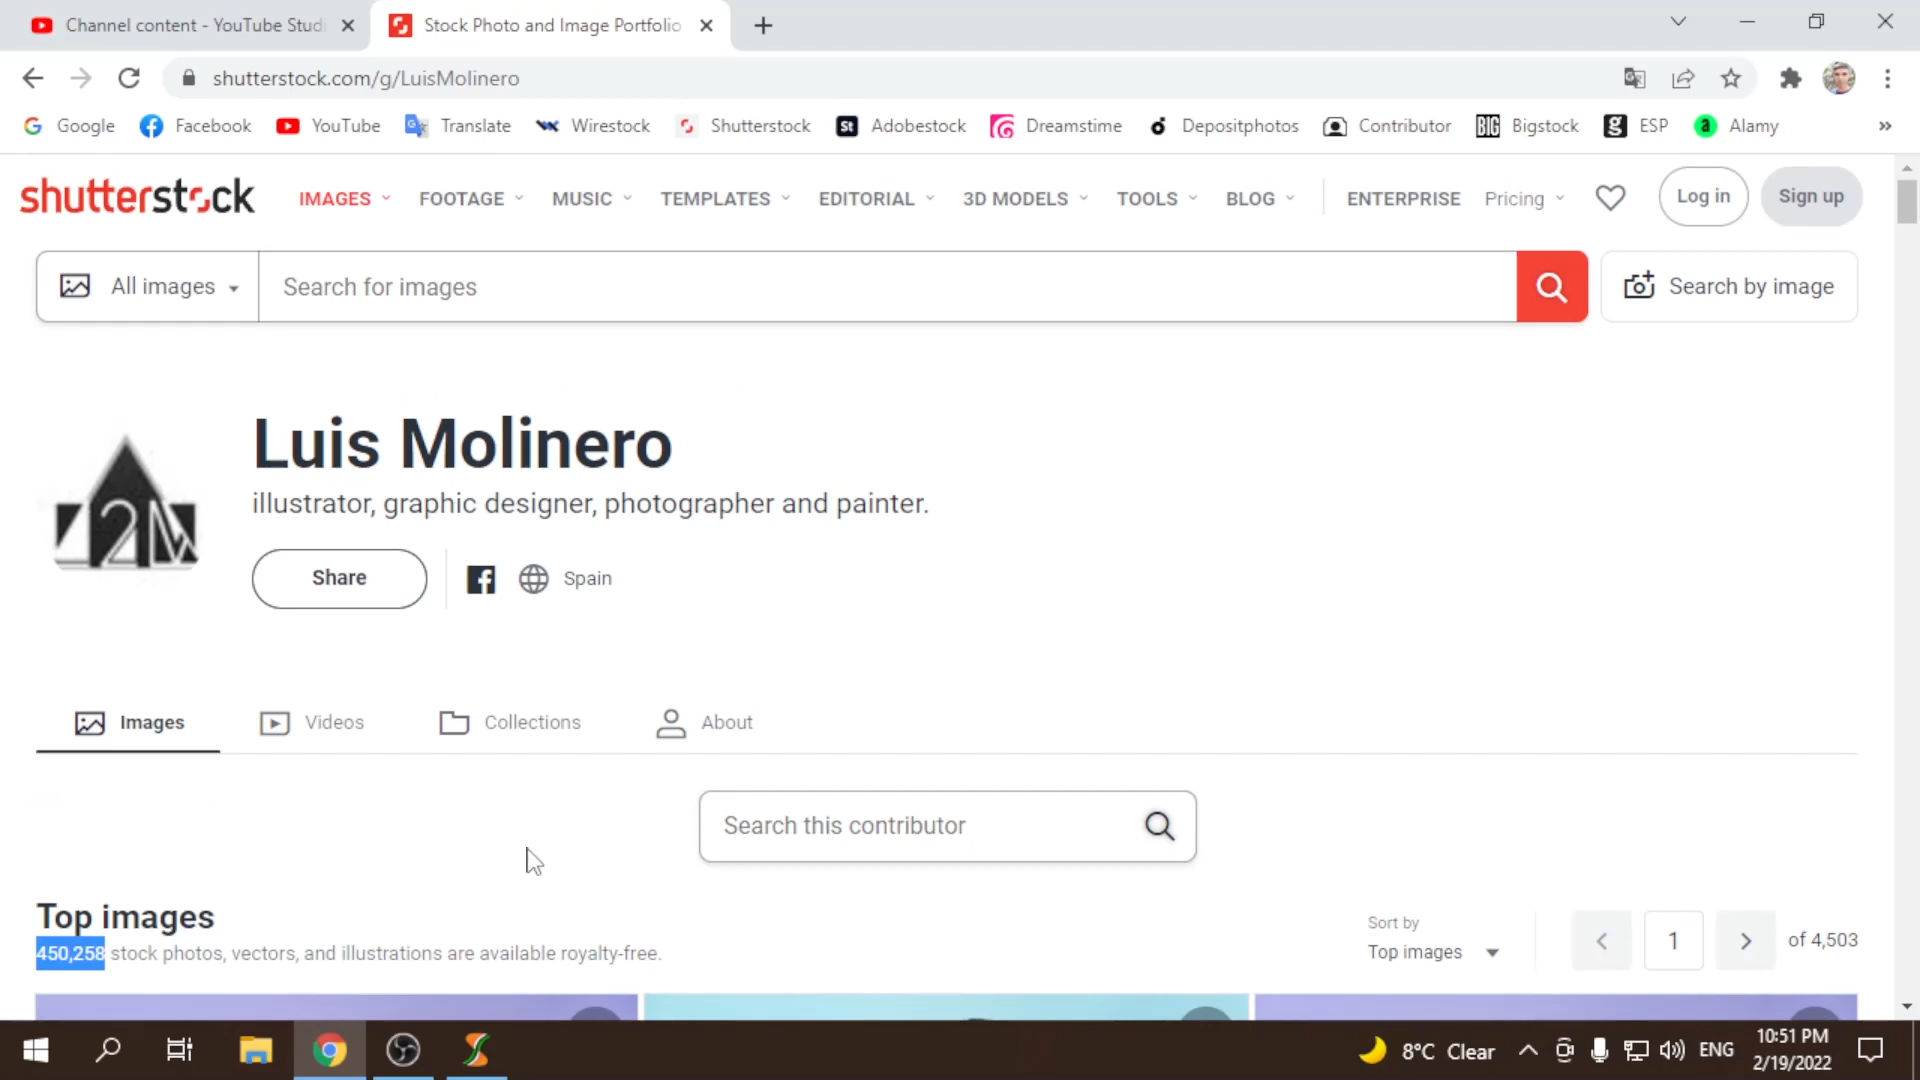 Channel content - YouTube Stud
Stock Photo and Image Portfolio
shutterstock.com/g/LuisMolinero
Google
Facebook
YouTube
Translate
Wirestock
Shutterstock
St
Adobestock
Dreamstime
Depositphotos
Contributor
BIG
Bigstock
g
ESP
a
Alamy
»
shutterstock
IMAGES
FOOTAGE
MUSIC
TEMPLATES
EDITORIAL
3D MODELS
TOOLS
BLOG
ENTERPRISE
Pricing
Log in
Sign up
All images
Search for images
Search by image
Luis Molinero
illustrator, graphic designer, photographer and painter.
L2M
Share
Spain
Images
Videos
Collections
About
Search this contributor
Top images
450,258 stock photos, vectors, and illustrations are available royalty-free.
Sort by
Top images
1
of 4,503
8°C Clear
ENG
10:51 PM
2/19/2022